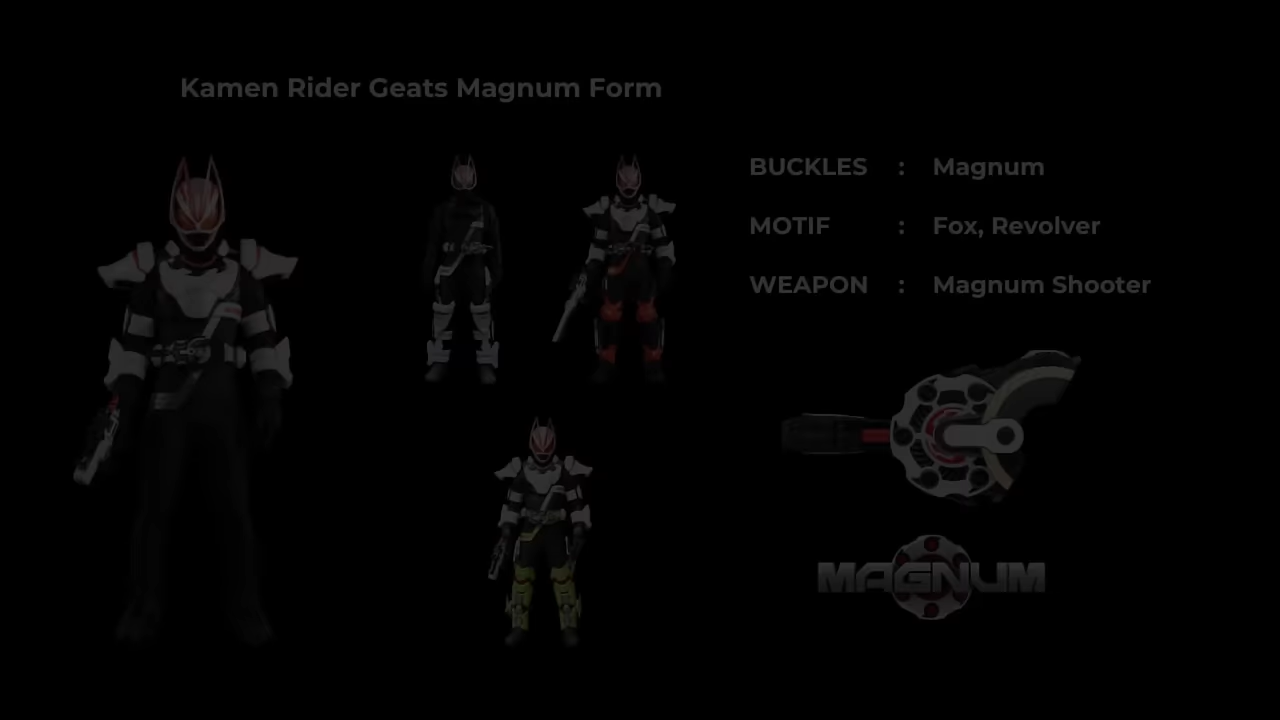 Kamen Rider Geats Magnum Form
BUCKLES : Magnum
MOTIF : Fox, Revolver
WEAPON : Magnum Shooter
MAGNUM